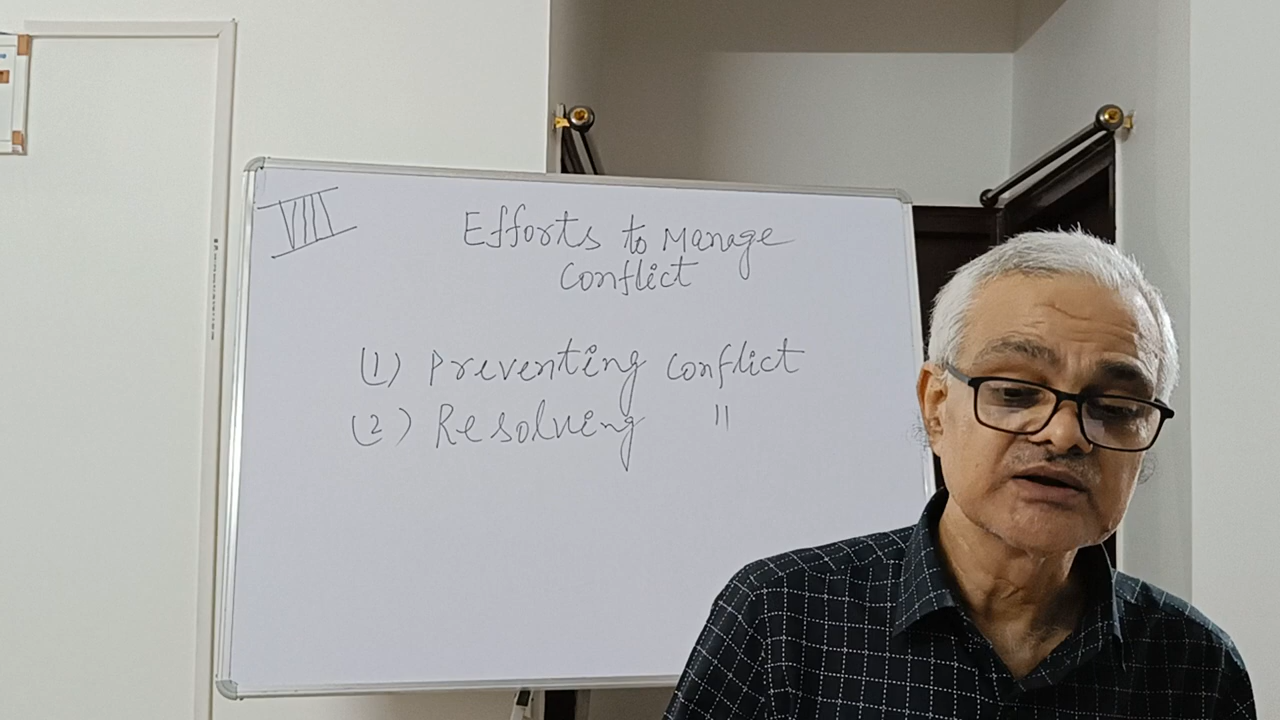 VIII
Efforts to Manage
Conflict
(1) Preventing conflict
(2) Resolving "